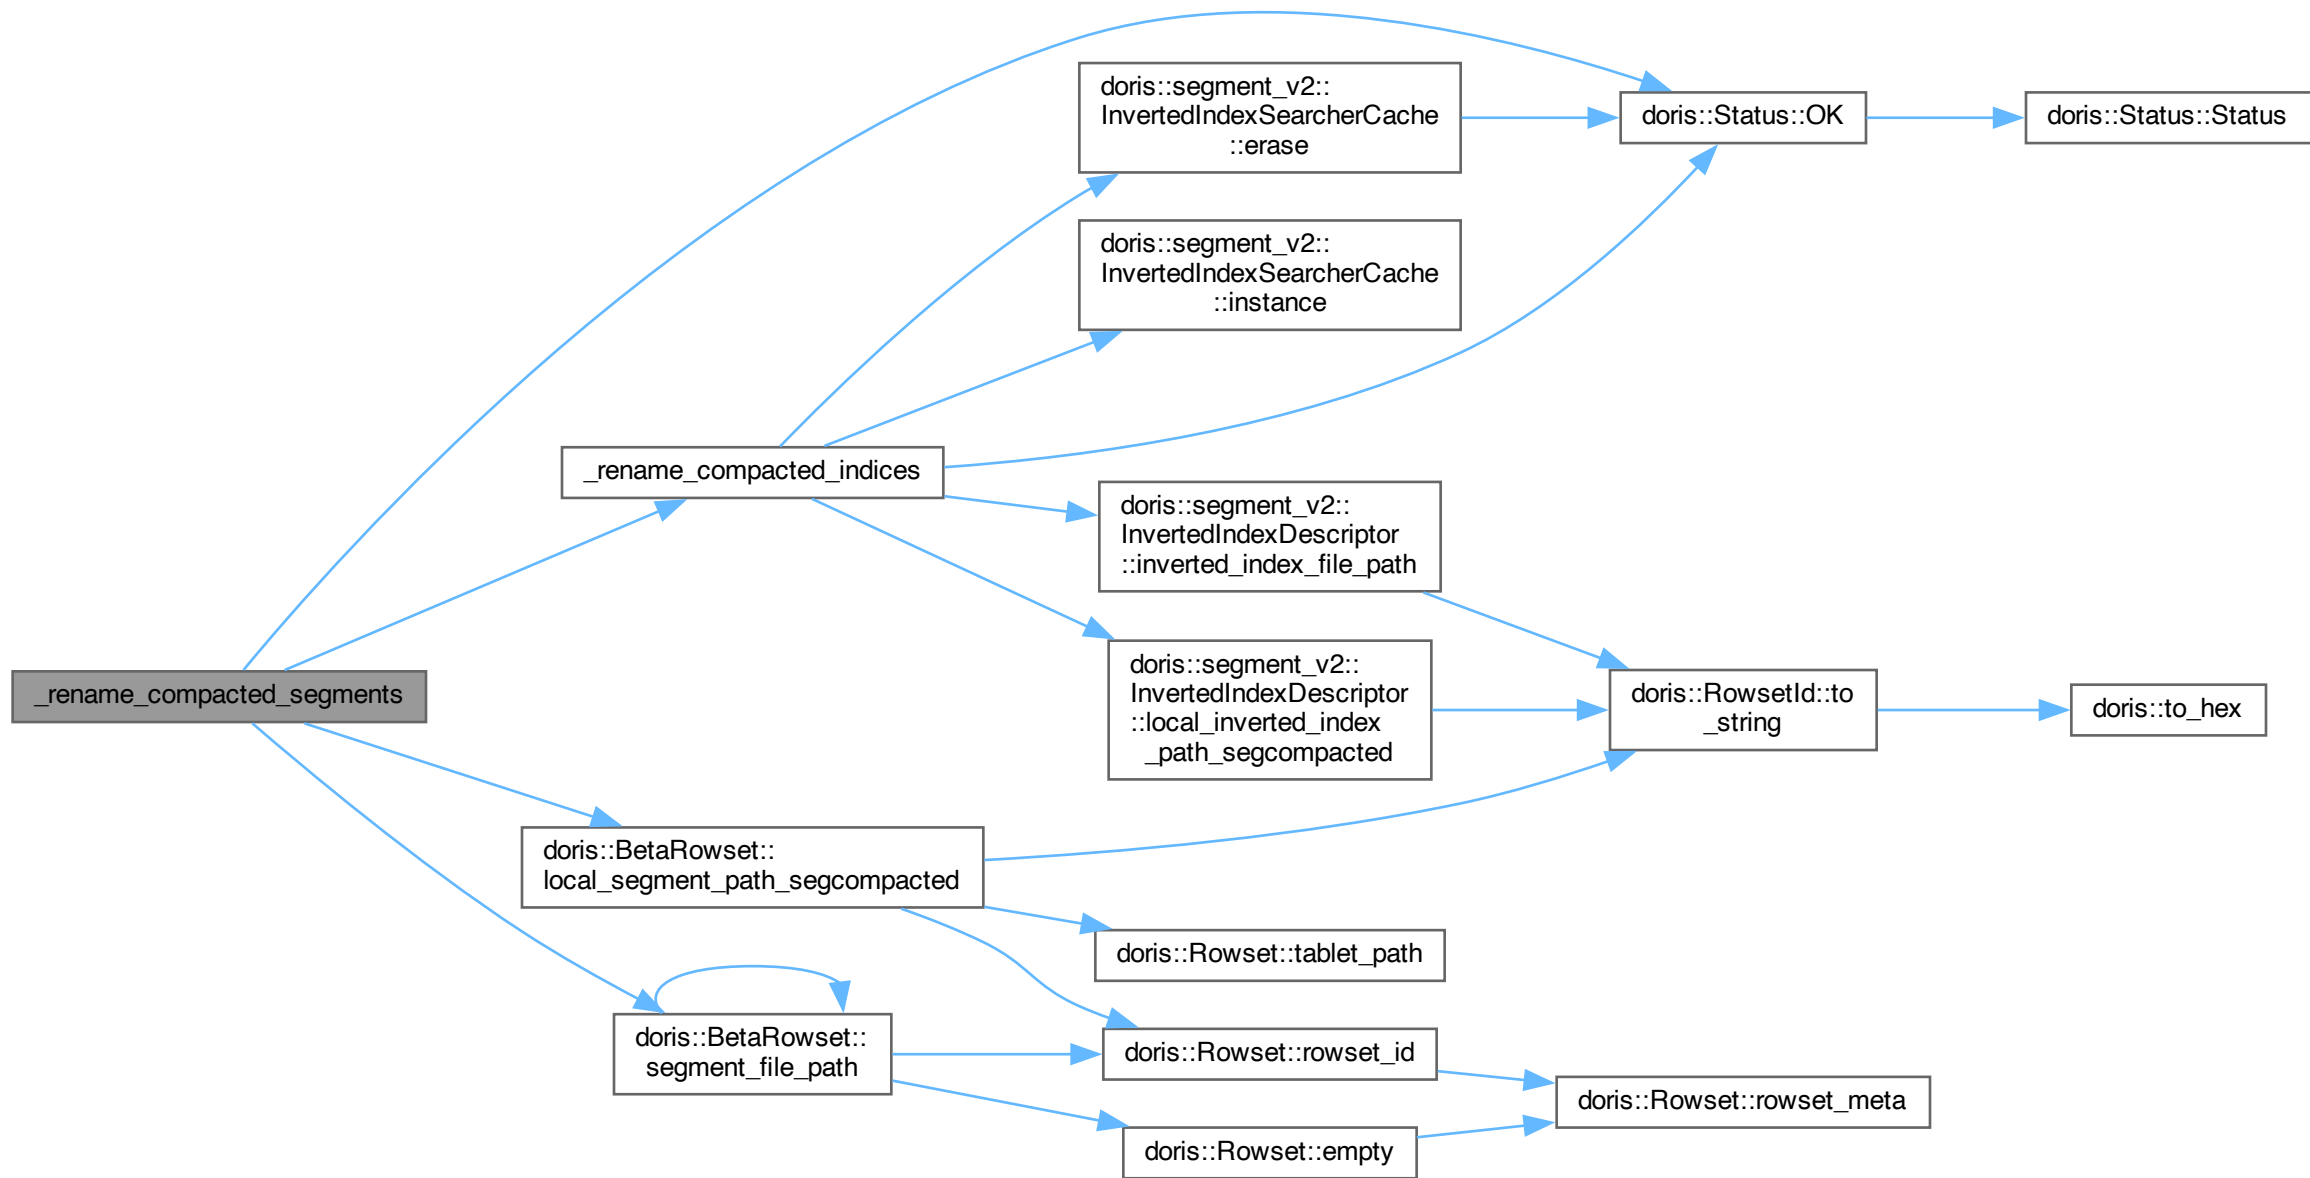 doris::segment_v2::
InvertedIndexSearcherCache
::erase
doris::Status::OK
doris::Status::Status
doris::segment_v2::
InvertedIndexSearcherCache
::instance
_rename_compacted_indices
doris::segment_v2::
InvertedIndexDescriptor
::inverted_index_file_path
_rename_compacted_segments
doris::segment_v2::
InvertedIndexDescriptor
::local_inverted_index
_path_segcompacted
doris::RowsetId::to
_string
doris::to_hex
doris::BetaRowset::
local_segment_path_segcompacted
doris::Rowset::tablet_path
doris::BetaRowset::
segment_file_path
doris::Rowset::rowset_id
doris::Rowset::rowset_meta
doris::Rowset::empty